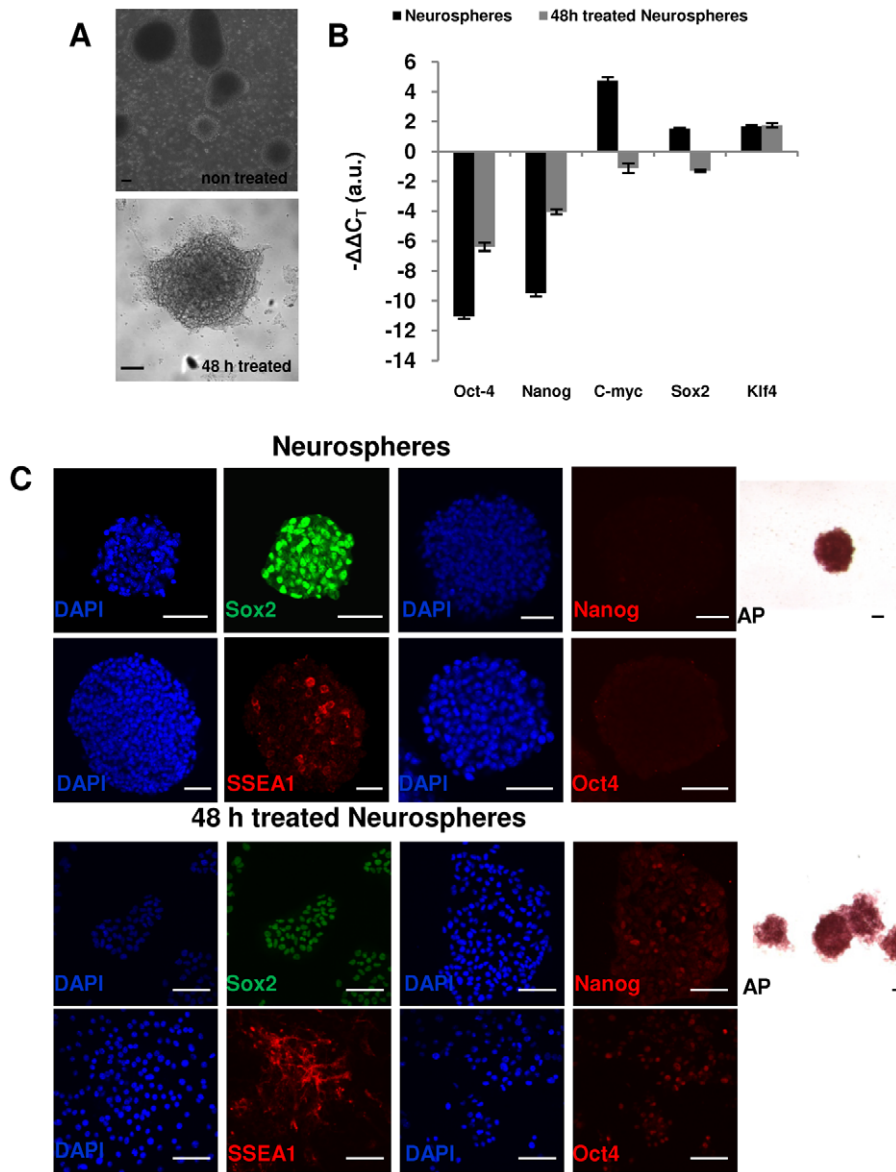 A
non treated
48 h treated
B
Neurospheres 48h treated Neurospheres
6
4
2
0
-2
-4
-6
-8
-10
-12
-14
-ΔΔCT (a.u.)
Oct-4 Nanog C-myc Sox2 Klf4
C
Neurospheres
DAPI Sox2 DAPI Nanog AP
DAPI SSEA1 DAPI Oct4
48 h treated Neurospheres
DAPI Sox2 DAPI Nanog AP
DAPI SSEA1 DAPI Oct4